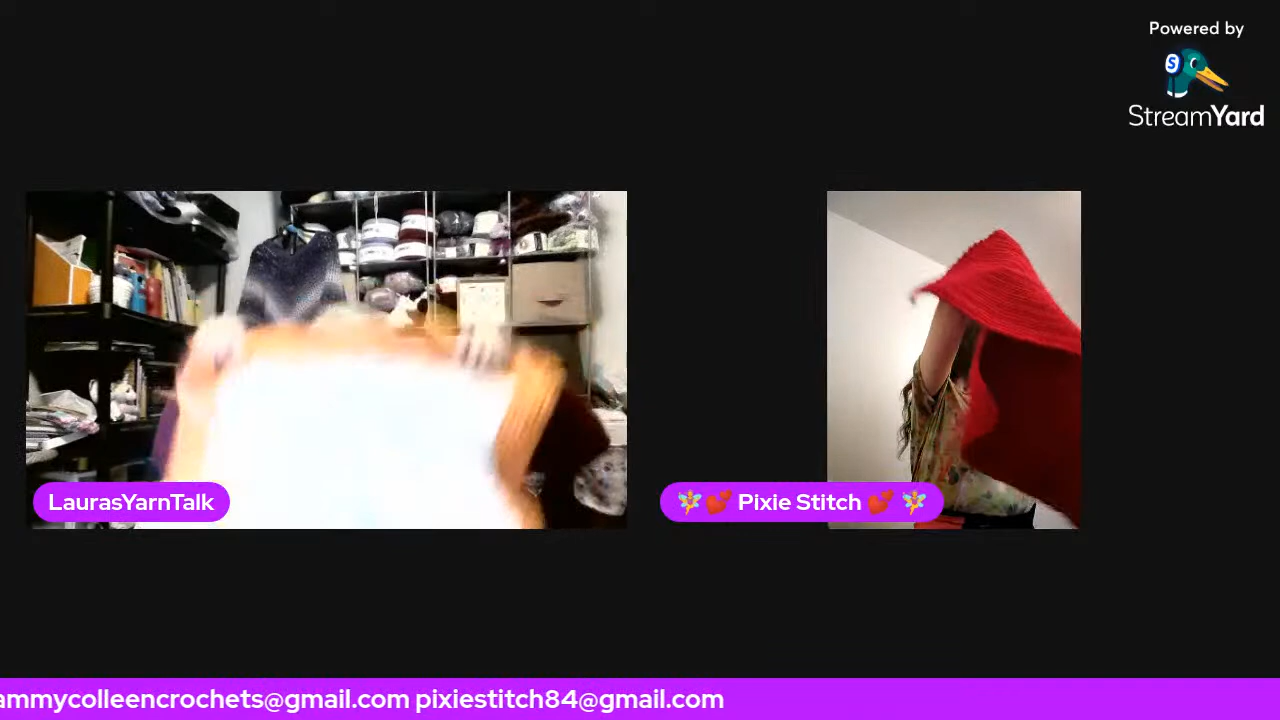 Powered by
StreamYard
LaurasYarnTalk
🧚💕 Pixie Stitch 💕🧚
ammycolleencrochets@gmail.com pixiestitch84@gmail.com